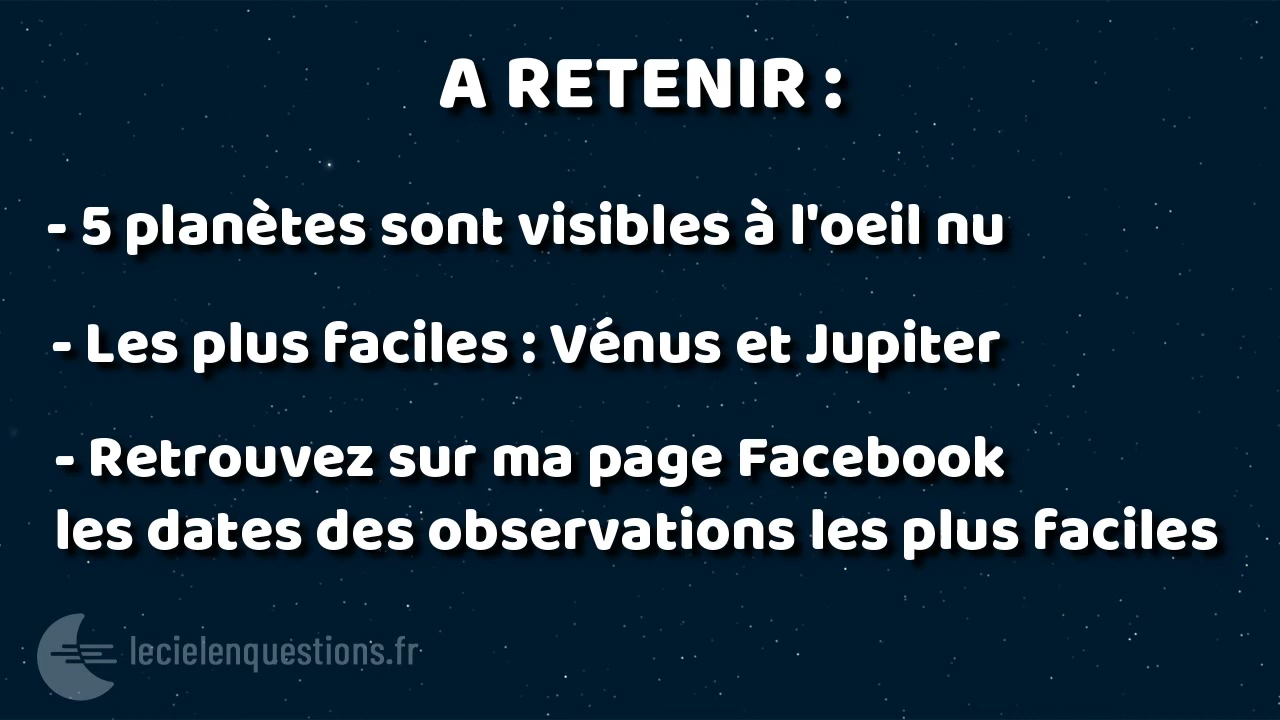 A RETENIR :
- 5 planètes sont visibles à l'oeil nu
- Les plus faciles : Vénus et Jupiter
- Retrouvez sur ma page Facebook
les dates des observations les plus faciles
lecielenquestions.fr